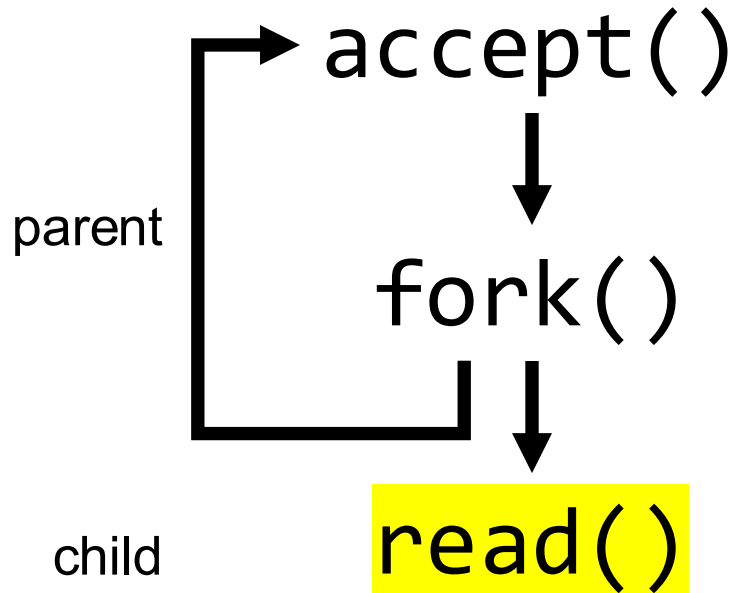 accept()
parent
fork()
child
read()